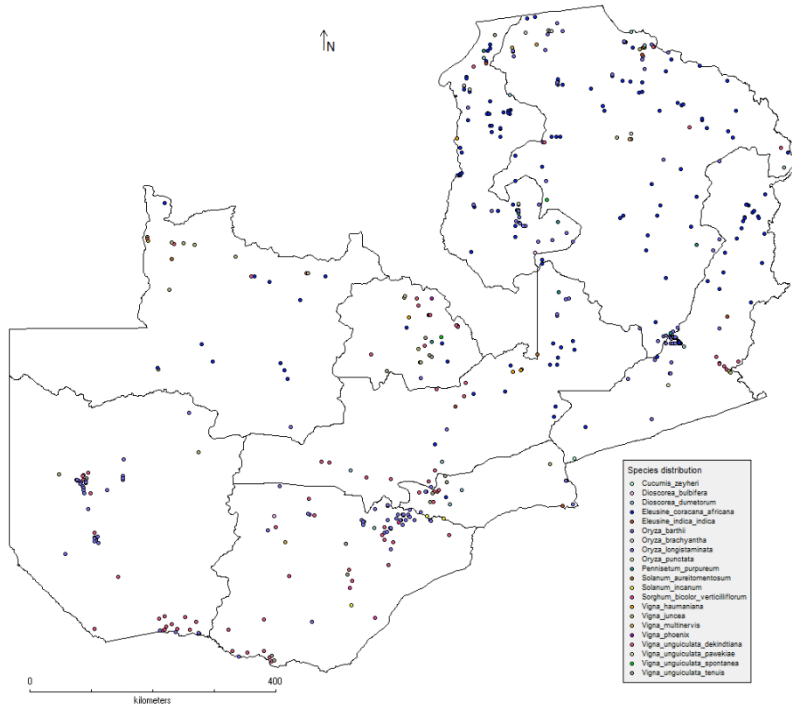 N
Species distribution
Cucumis_zeyheri
Dioscorea_bulbifera
Dioscorea_dumetorum
Eleusine_coracana_africana
Eleusine_indica_indica
Oryza_barthii
Oryza_brachyantha
Oryza_longistaminata
Oryza_punctata
Pennisetum_purpureum
Solanum_aureitomentosum
Solanum_incanum
Sorghum_bicolor_verticilliflorum
Vigna_haumaniana
Vigna_juncea
Vigna_multinervis
Vigna_phoenix
Vigna_unguiculata_dekindtiana
Vigna_unguiculata_pawekiae
Vigna_unguiculata_spontanea
Vigna_unguiculata_tenuis
0 400
kilometers